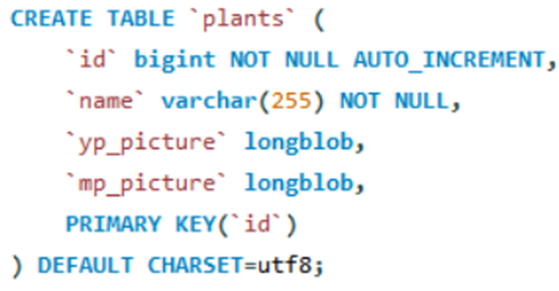 CREATE TABLE `plants` (
`id` bigint NOT NULL AUTO_INCREMENT,
`name` varchar(255) NOT NULL,
`yp_picture` longblob,
`mp_picture` longblob,
PRIMARY KEY(`id`)
) DEFAULT CHARSET=utf8;